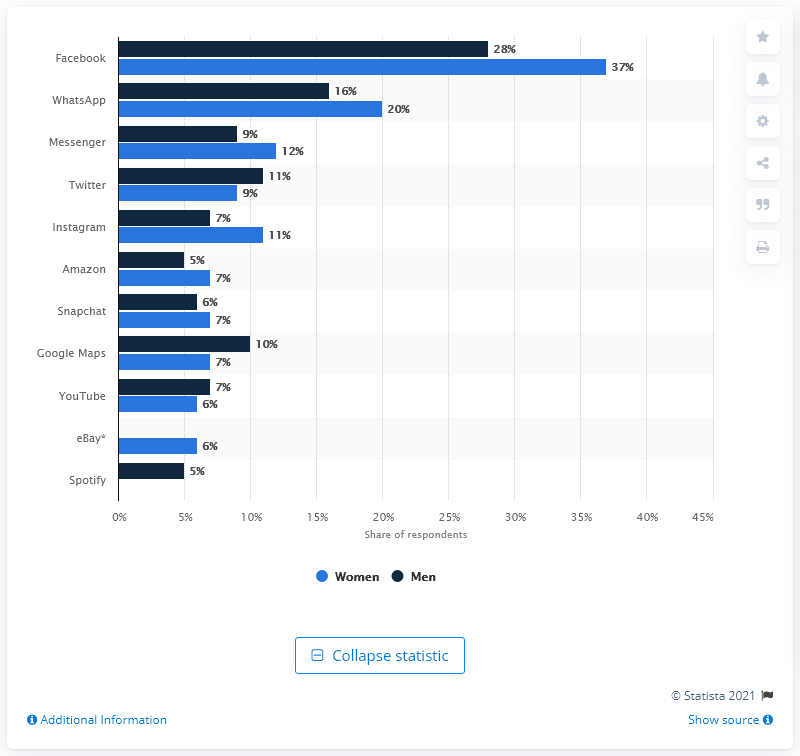 Facebook
28%
37%
WhatsApp
16%
20%
Messenger
9%
12%
Twitter
11%
9%
Instagram
7%
11%
Amazon
5%
7%
Snapchat
6%
7%
Google Maps
10%
7%
YouTube
7%
6%
eBay*
6%
Spotify
5%
0% 5% 10% 15% 20% 25% 30% 35% 40% 45%
Share of respondents
Women Men
Collapse statistic
© Statista 2021
Additional Information Show source